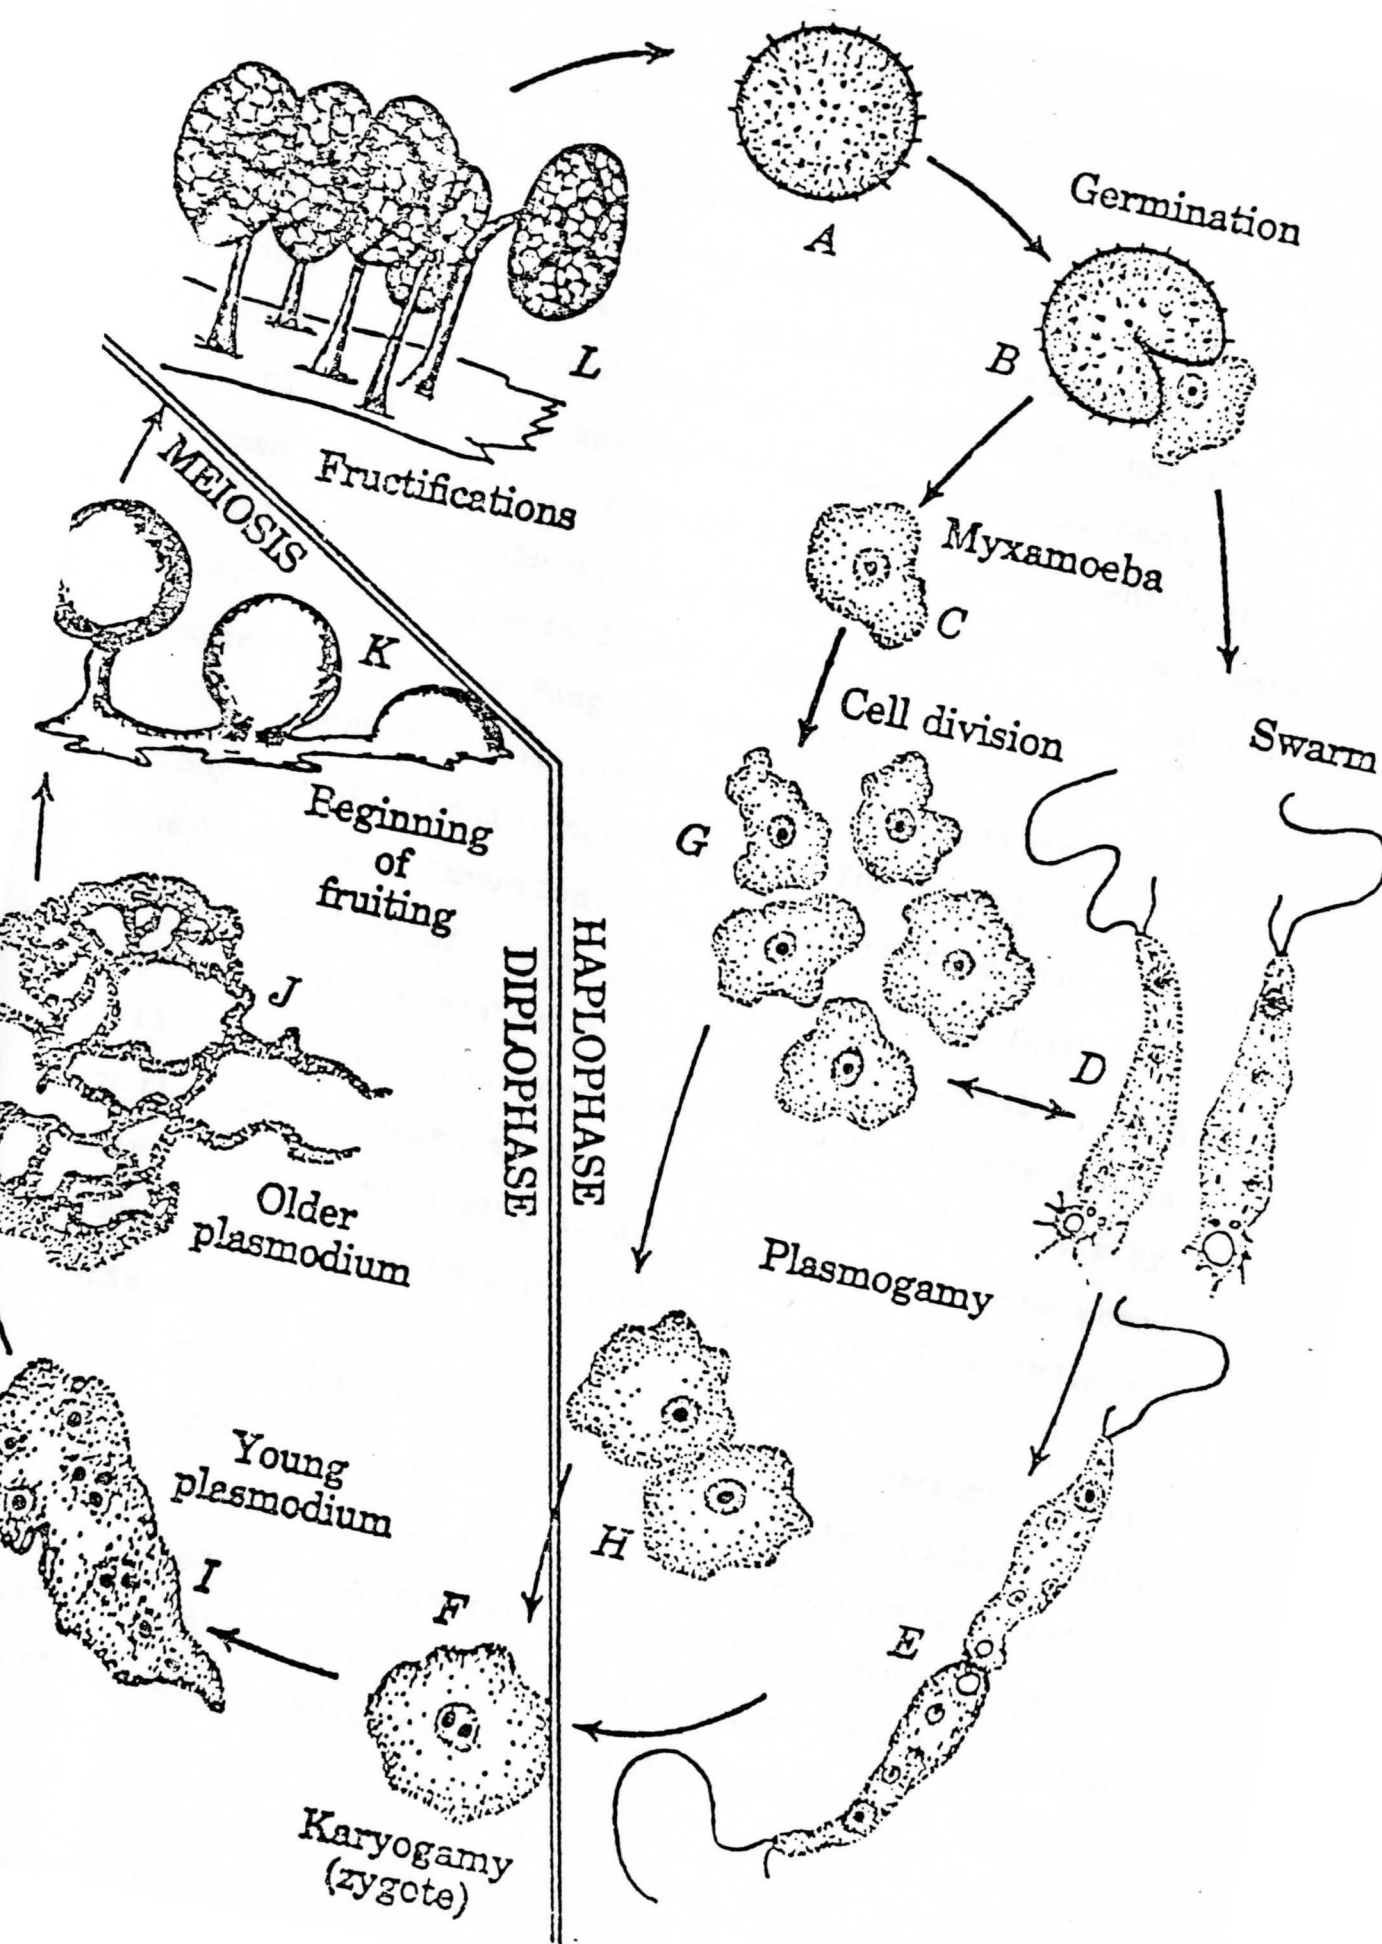 A
Germination
B
Myxamoeba
C
Cell division
Swarm
G
D
Plasmogamy
H
E
F
Karyogamy
(zygote)
I
Young
plasmodium
Older
plasmodium
J
Beginning
of
fruiting
K
MEIOSIS
DIPLOPHASE
HAPLOPHASE
Fructifications
L